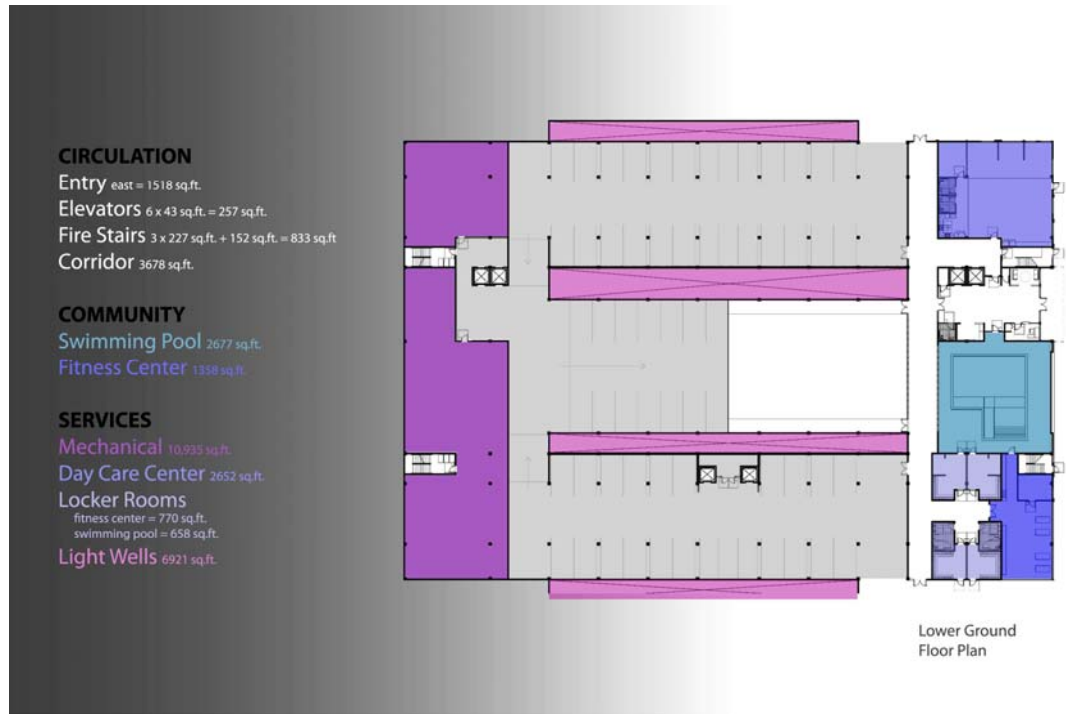 CIRCULATION
Entry east = 1518 sq.ft.
Elevators 6 x 43 sq.ft. = 257 sq.ft.
Fire Stairs 3 x 227 sq.ft. + 152 sq.ft. = 833 sq.ft
Corridor 3678 sq.ft.
COMMUNITY
Swimming Pool 2677 sq.ft.
Fitness Center 1358 sq.ft.
SERVICES
Mechanical 10,935 sq.ft.
Day Care Center 2652 sq.ft.
Locker Rooms
fitness center = 770 sq.ft.
swimming pool = 658 sq.ft.
Light Wells 6921 sq.ft.
Lower Ground
Floor Plan